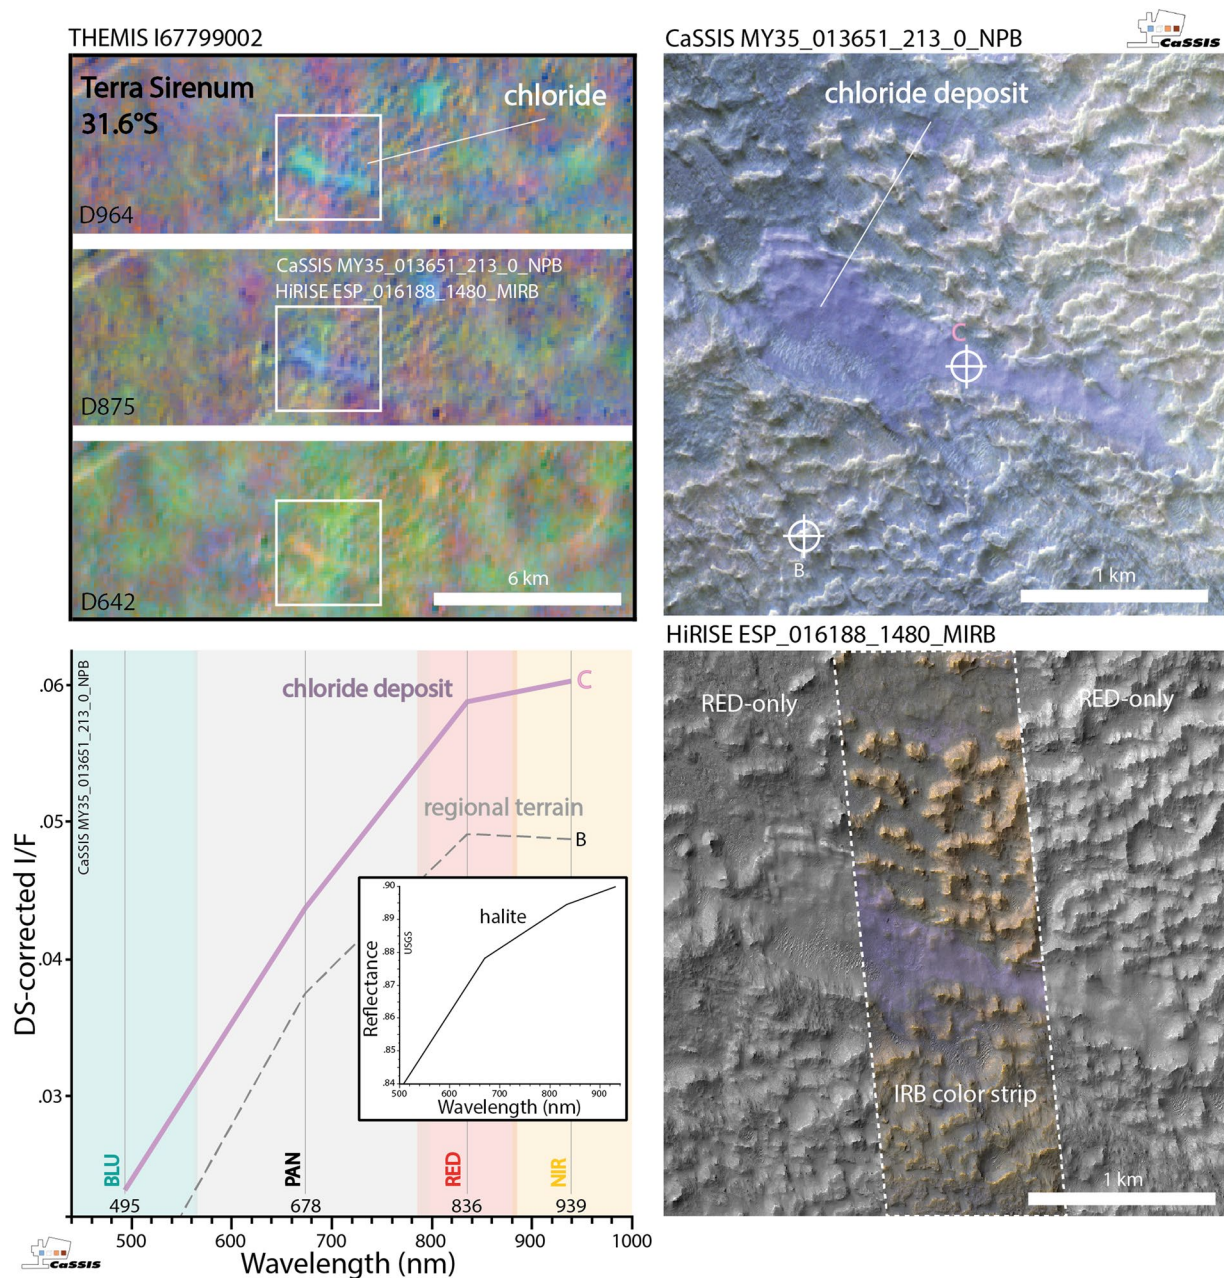 THEMIS I67799002
Terra Sirenum
31.6°S
chloride
D964
CaSSIS MY35_013651_213_0_NPB
HiRISE ESP_016188_1480_MIRB
D875
D642
6 km
CaSSIS MY35_013651_213_0_NPB
CaSSIS
chloride deposit
C
B
1 km
DS-corrected I/F
.06
.05
.04
.03
CaSSIS MY35_013651_213_0_NPB
chloride deposit
C
regional terrain
B
.90
.89
.88
.87
.86
.85
.84
Reflectance
USGS
halite
500 600 700 800 900
Wavelength (nm)
BLU
PAN
RED
NIR
495 678 836 939
500 600 700 800 900 1000
Wavelength (nm)
CaSSIS
HiRISE ESP_016188_1480_MIRB
RED-only
RED-only
IRB color strip
1 km